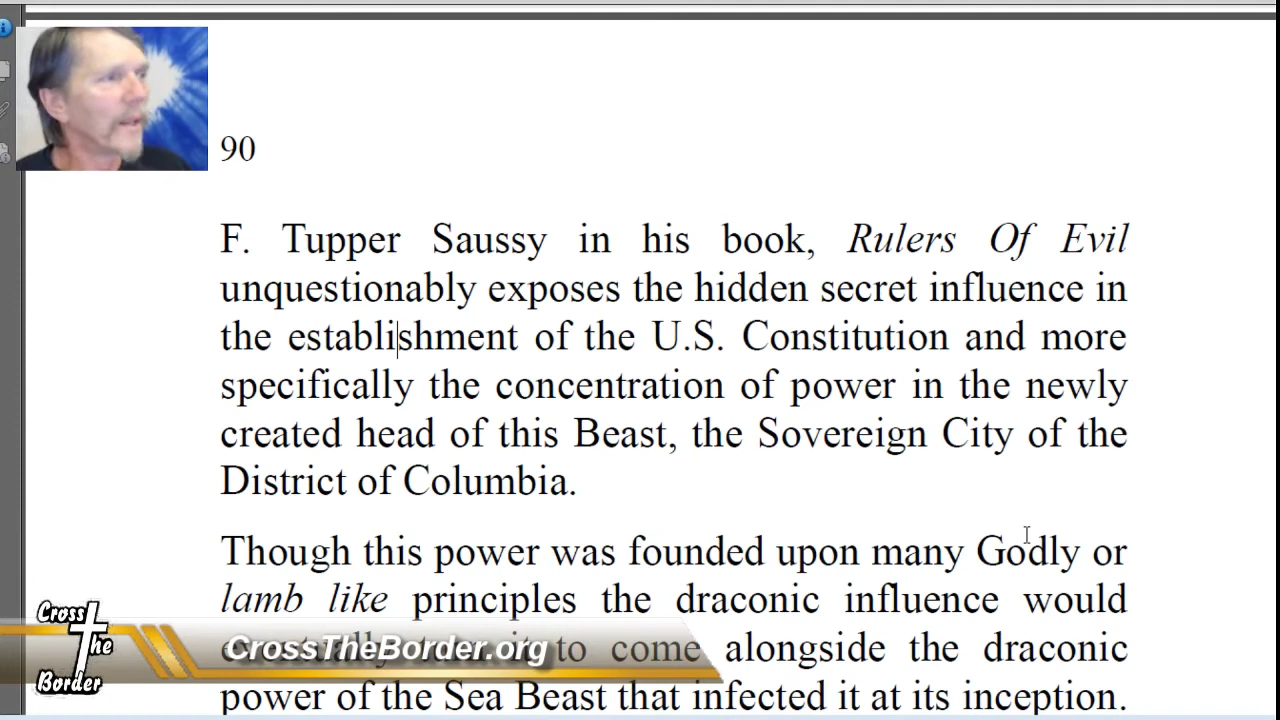 90
F. Tupper Saussy in his book, Rulers Of Evil
unquestionably exposes the hidden secret influence in
the establishment of the U.S. Constitution and more
specifically the concentration of power in the newly
created head of this Beast, the Sovereign City of the
District of Columbia.
Though this power was founded upon many Godly or
lamb like principles the draconic influence would
to come alongside the draconic
power of the Sea Beast that infected it at its inception.
Cross
The
Border
CrossTheBorder.org